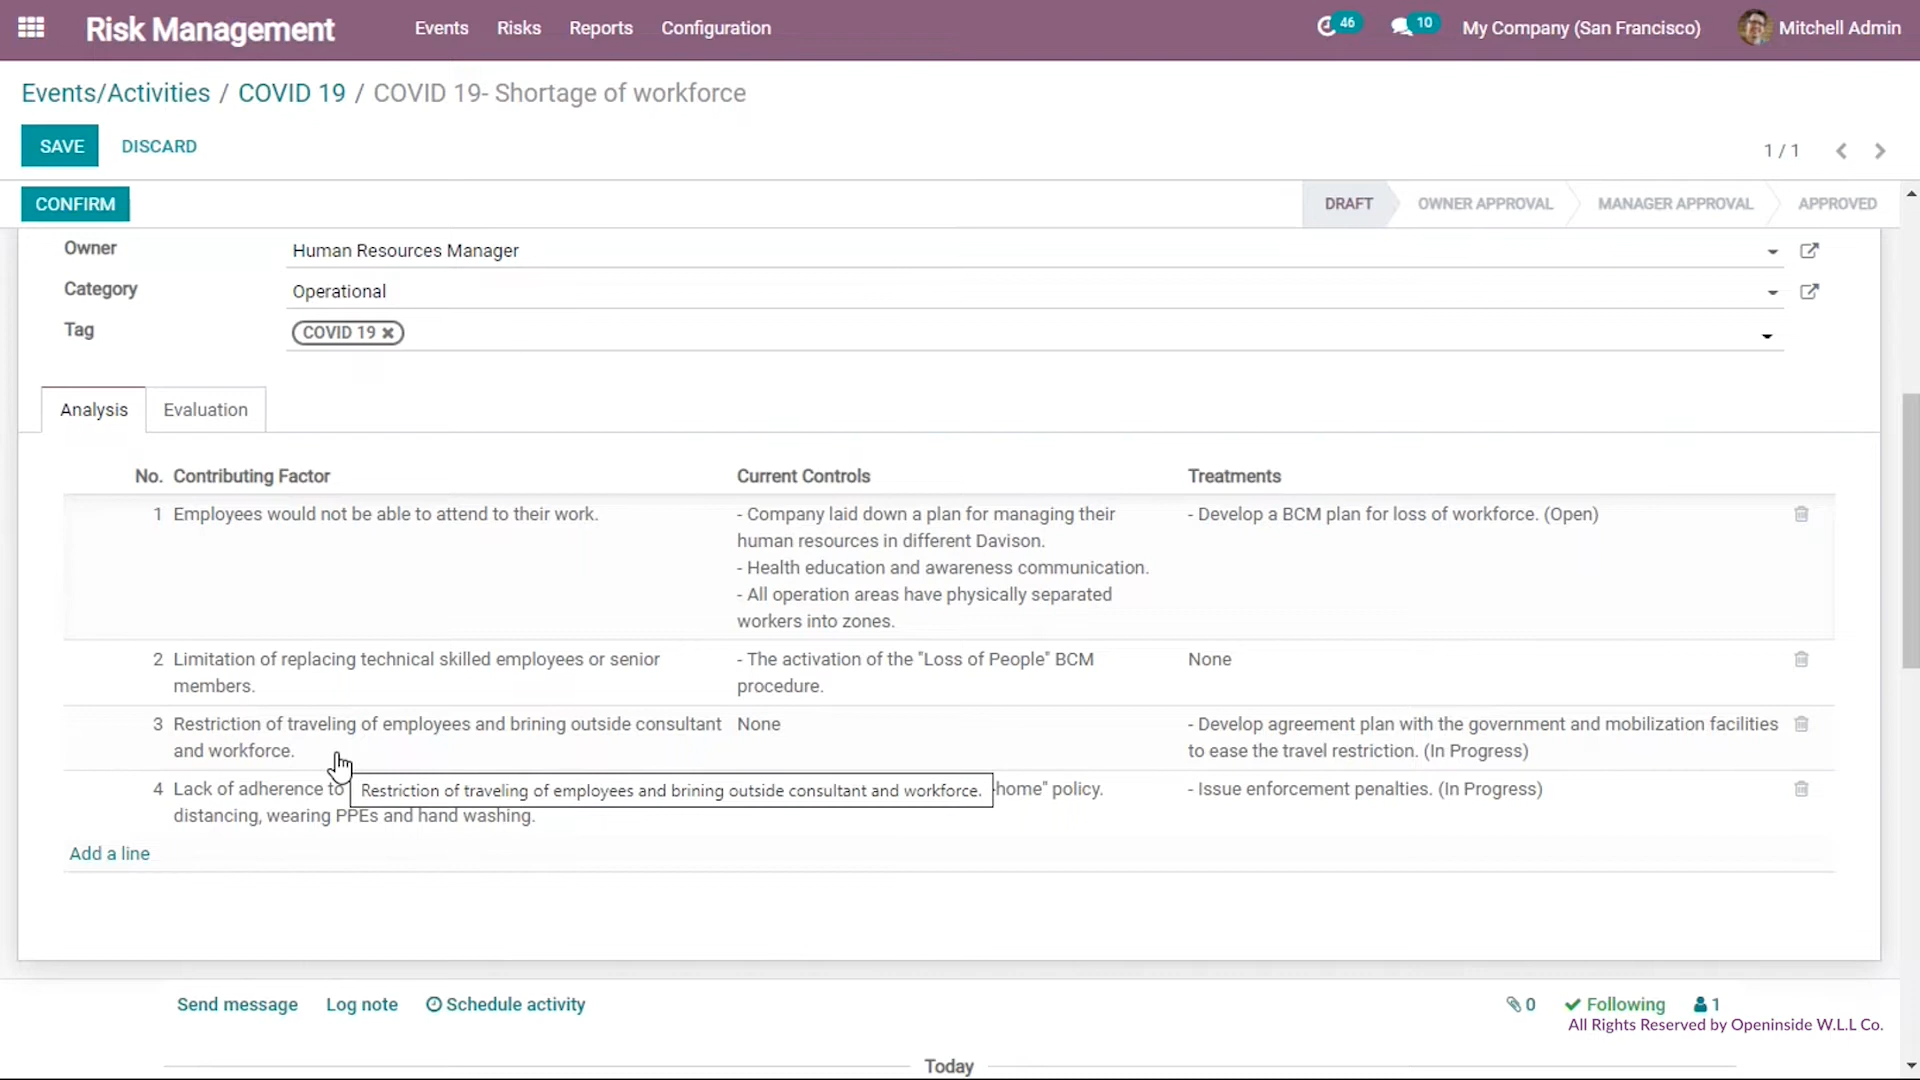 Risk Management Events Risks Reports Configuration 46 10 My Company (San Francisco) Mitchell Admin
Events/Activities / COVID 19 / COVID 19- Shortage of workforce
SAVE DISCARD 1 / 1
CONFIRM DRAFT OWNER APPROVAL MANAGER APPROVAL APPROVED
Owner Human Resources Manager
Category Operational
Tag COVID 19
Analysis Evaluation
No. Contributing Factor Current Controls Treatments
1 Employees would not be able to attend to their work. - Company laid down a plan for managing their - Develop a BCM plan for loss of workforce. (Open)
human resources in different Davison.
- Health education and awareness communication.
- All operation areas have physically separated
workers into zones.
2 Limitation of replacing technical skilled employees or senior - The activation of the "Loss of People" BCM None
members. procedure.
3 Restriction of traveling of employees and brining outside consultant None - Develop agreement plan with the government and mobilization facilities
and workforce. to ease the travel restriction. (In Progress)
4 Lack of adherence to -home" policy. - Issue enforcement penalties. (In Progress)
Restriction of traveling of employees and brining outside consultant and workforce.
distancing, wearing PPEs and hand washing.
Add a line
Send message Log note Schedule activity 0 Following 1
All Rights Reserved by Openinside W.L.L Co.
Today